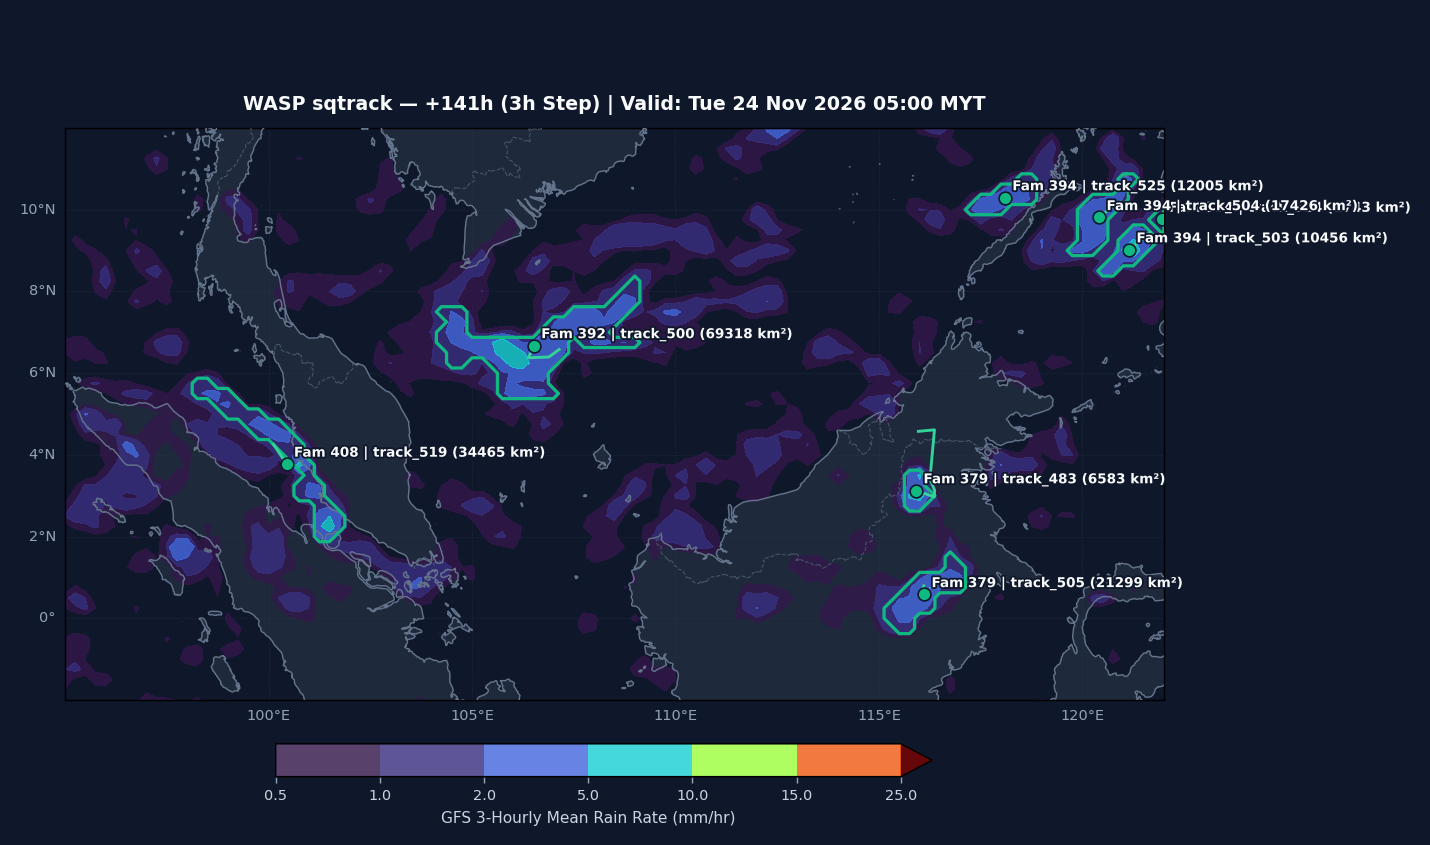 WASP sqtrack — +141h (3h Step) | Valid: Tue 24 Nov 2026 05:00 MYT
Fam 394 | track_525 (12005 km²)
Fam 394 | track_504 (17426 km²)
3 km²)
Fam 394 | track_503 (10456 km²)
Fam 392 | track_500 (69318 km²)
Fam 408 | track_519 (34465 km²)
Fam 379 | track_483 (6583 km²)
Fam 379 | track_505 (21299 km²)
10°N
8°N
6°N
4°N
2°N
0°
100°E 105°E 110°E 115°E 120°E
0.5 1.0 2.0 5.0 10.0 15.0 25.0
GFS 3-Hourly Mean Rain Rate (mm/hr)